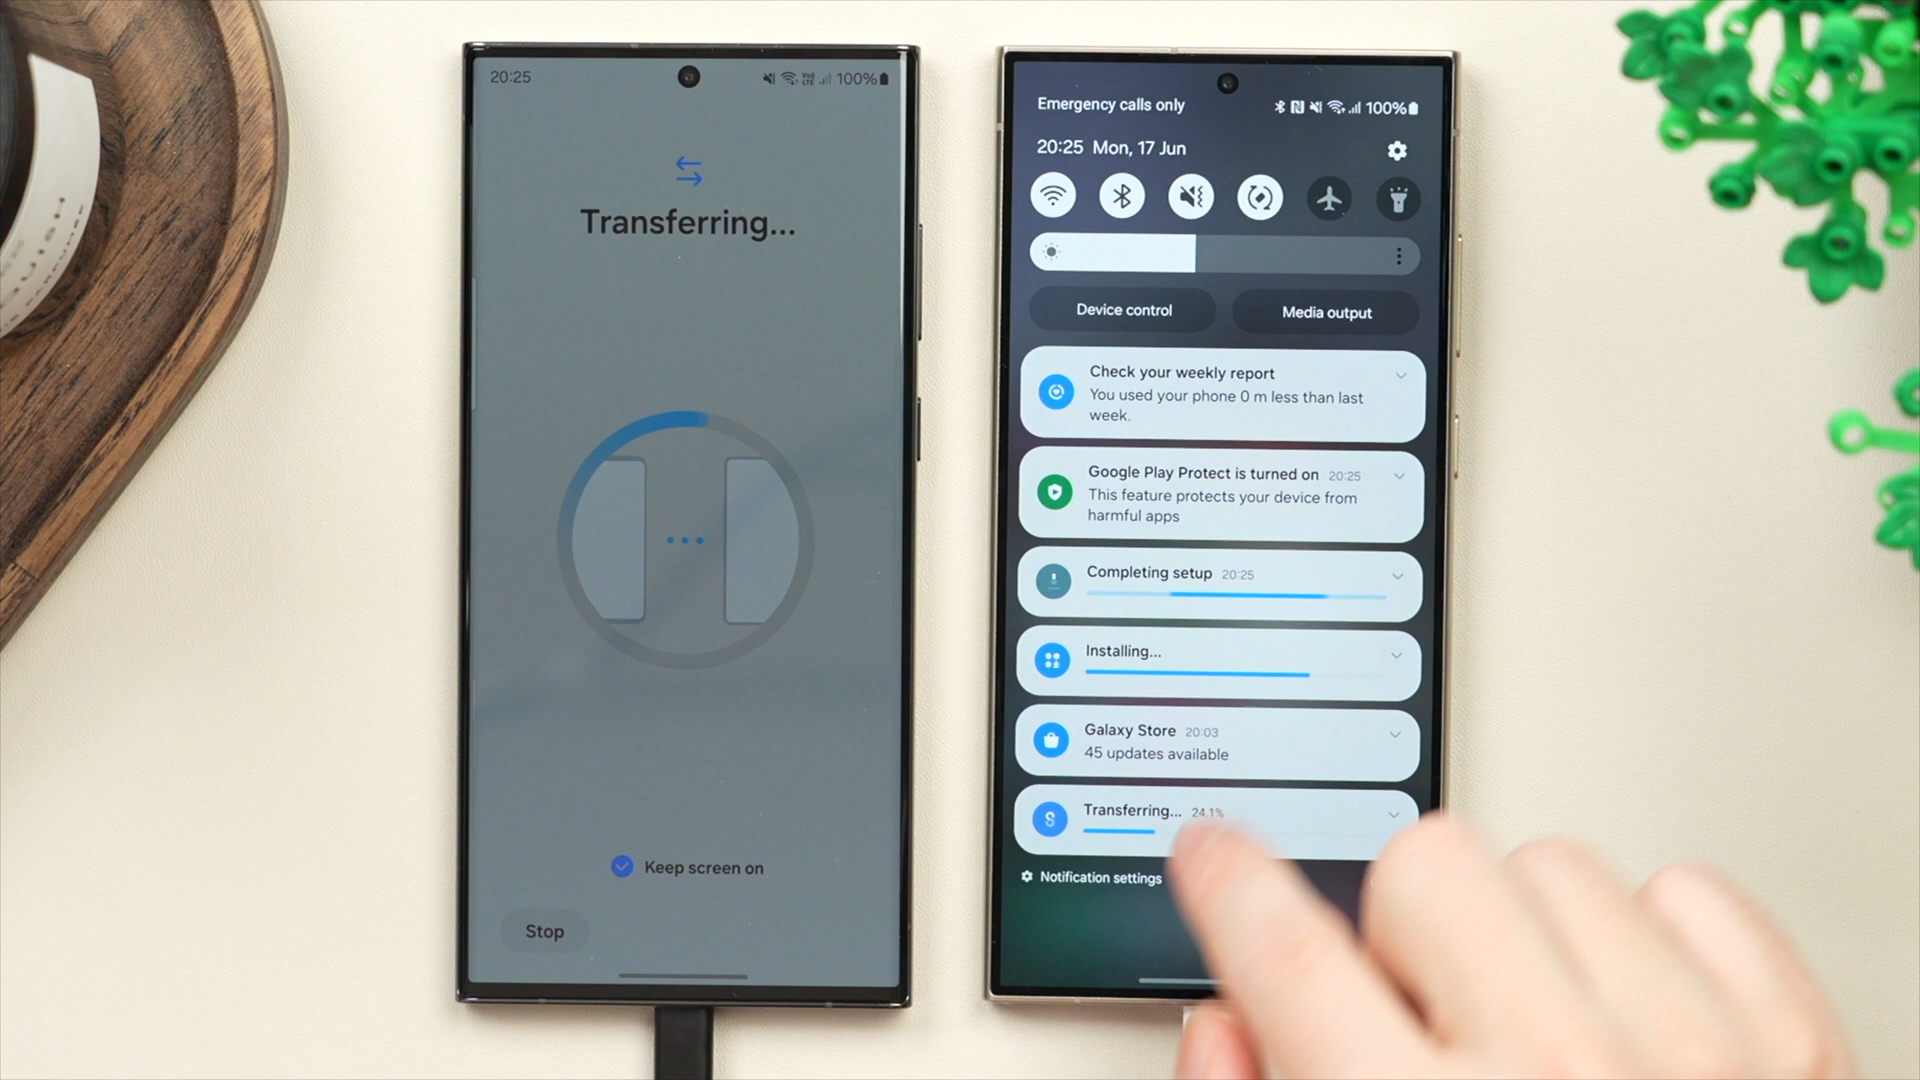 20:25
100%
Transferring...
Keep screen on
Stop
Emergency calls only
100%
20:25 Mon, 17 Jun
Device control
Media output
Check your weekly report
You used your phone 0 m less than last
week.
Google Play Protect is turned on 20:25
This feature protects your device from
harmful apps
Completing setup 20:25
Installing...
Galaxy Store 20:03
45 updates available
Transferring... 24.1%
Notification settings